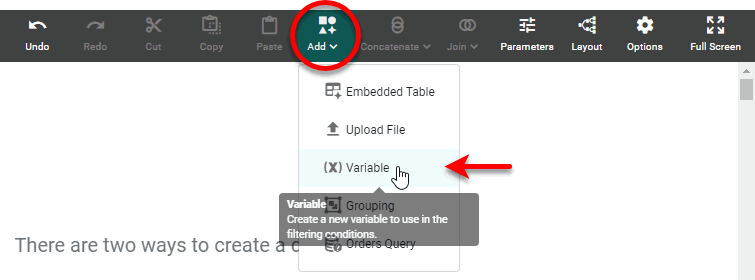 Undo Redo Cut Copy Paste Add Concatenate Join Parameters Layout Options Full Screen
Embedded Table
Upload File
(X) Variable
Variable
Grouping
Create a new variable to use in the
filtering conditions.
There are two ways to create a c
Orders Query